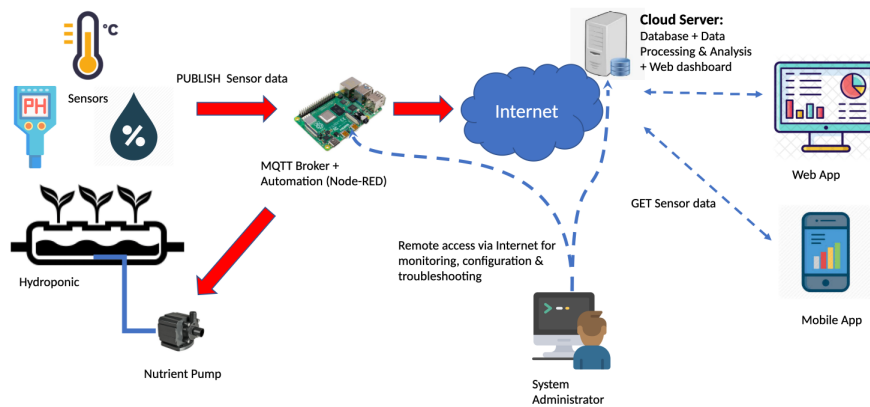 °C
Sensors
PH
%
PUBLISH Sensor data
MQTT Broker +
Automation (Node-RED)
Internet
Cloud Server:
Database + Data
Processing & Analysis
+ Web dashboard
Web App
GET Sensor data
Mobile App
Remote access via Internet for
monitoring, configuration &
troubleshooting
System
Administrator
Hydroponic
Nutrient Pump